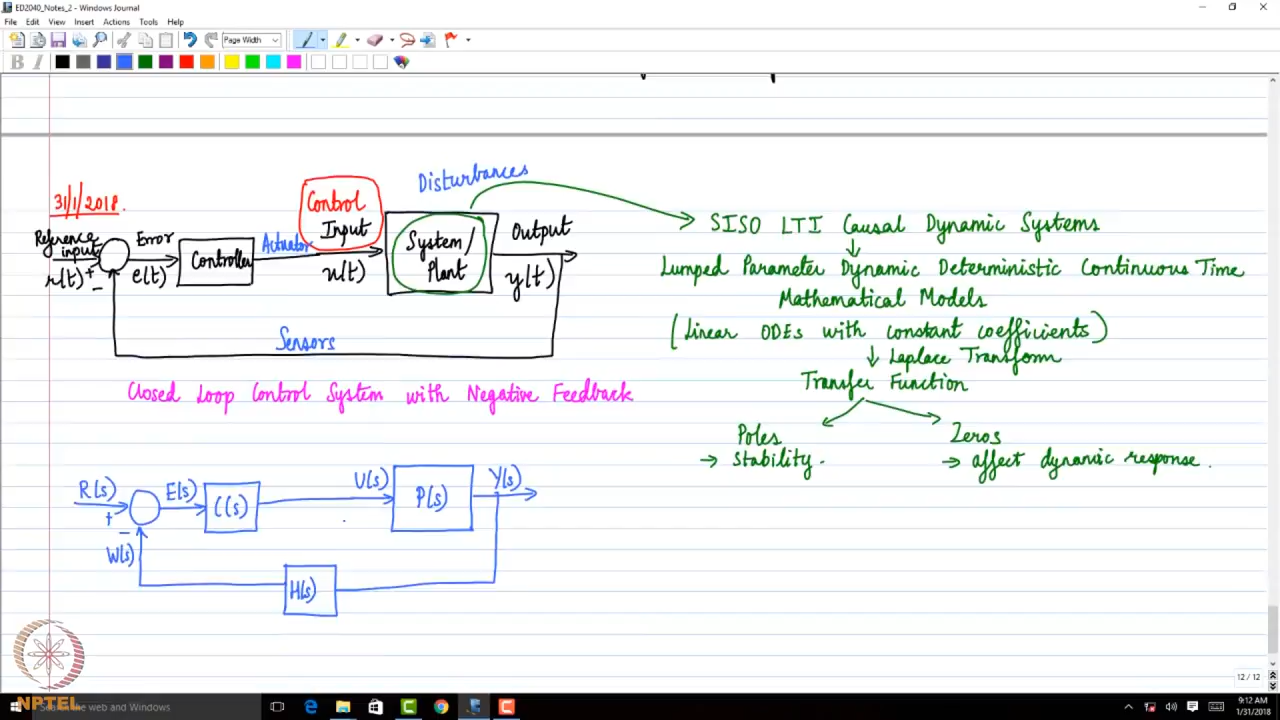 ED2040_Notes_2 - Windows Journal
File Edit View Insert Actions Tools Help
Page Width
B I
31/1/2018.
Disturbances
Control
Input
Reference
input
r(t)
+
-
Error
e(t)
Controller
Actuator
u(t)
System/
Plant
Output
y(t)
Sensors
Closed Loop Control System with Negative Feedback
SISO LTI Causal Dynamic Systems
Lumped Parameter Dynamic Deterministic Continuous Time
Mathematical Models
(Linear ODEs with constant coefficients)
↓ Laplace Transform
Transfer Function
Poles
→ Stability.
Zeros
→ affect dynamic response.
R(s)
+
-
E(s)
C(s)
U(s)
P(s)
Y(s)
W(s)
H(s)
12 / 12
NPTEL
Search the web and Windows
9:12 AM
1/31/2018